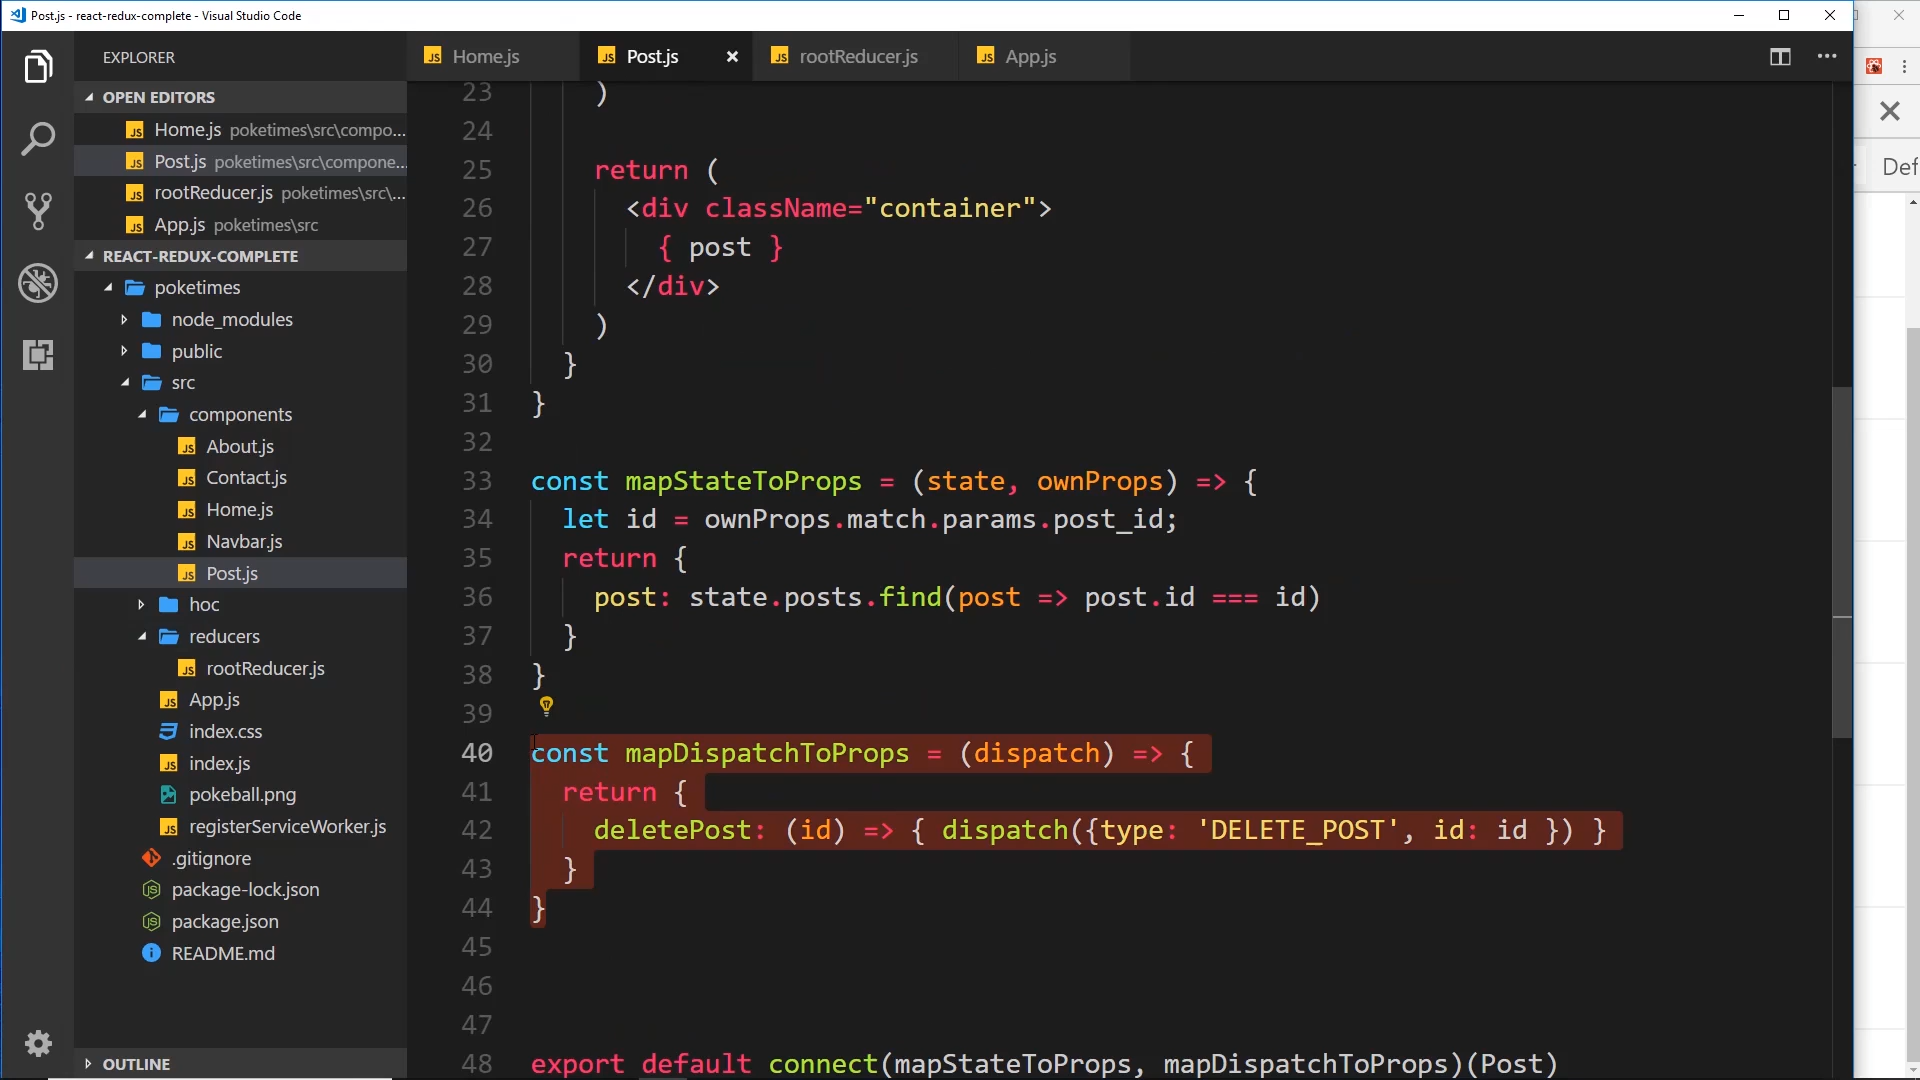 Post.js - react-redux-complete - Visual Studio Code
EXPLORER
OPEN EDITORS
Home.js poketimes\src\compo...
Post.js poketimes\src\compone...
rootReducer.js poketimes\src\...
App.js poketimes\src
REACT-REDUX-COMPLETE
poketimes
node_modules
public
src
components
About.js
Contact.js
Home.js
Navbar.js
Post.js
hoc
reducers
rootReducer.js
App.js
index.css
index.js
pokeball.png
registerServiceWorker.js
.gitignore
package-lock.json
package.json
README.md
OUTLINE
Home.js
Post.js
rootReducer.js
App.js
23 )
24
25 return (
26 <div className="container">
27 { post }
28 </div>
29 )
30 }
31 }
32
33 const mapStateToProps = (state, ownProps) => {
34 let id = ownProps.match.params.post_id;
35 return {
36 post: state.posts.find(post => post.id === id)
37 }
38 }
39
40 const mapDispatchToProps = (dispatch) => {
41 return {
42 deletePost: (id) => { dispatch({type: 'DELETE_POST', id: id }) }
43 }
44 }
45
46
47
48 export default connect(mapStateToProps, mapDispatchToProps)(Post)
Def